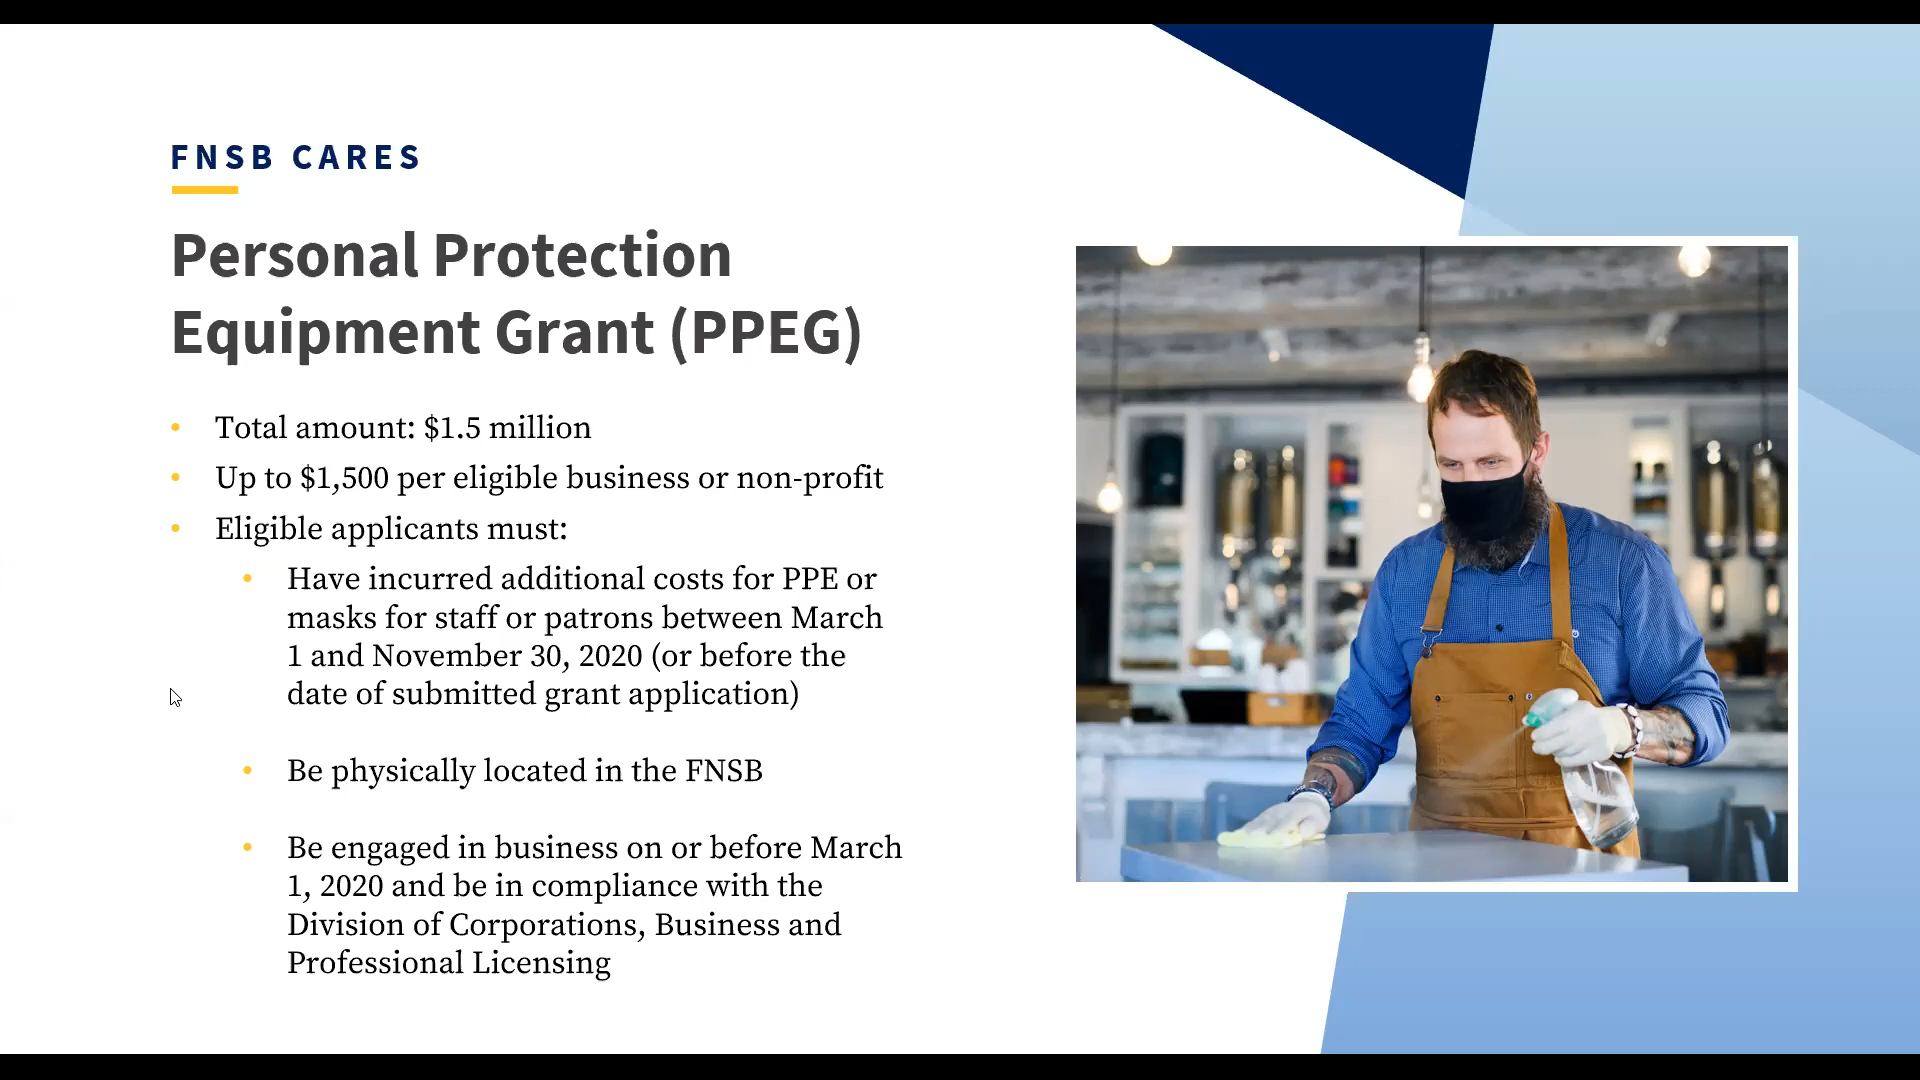 FNSB CARES
Personal Protection
Equipment Grant (PPEG)
• Total amount: $1.5 million
• Up to $1,500 per eligible business or non-profit
• Eligible applicants must:
• Have incurred additional costs for PPE or
masks for staff or patrons between March
1 and November 30, 2020 (or before the
date of submitted grant application)
• Be physically located in the FNSB
• Be engaged in business on or before March
1, 2020 and be in compliance with the
Division of Corporations, Business and
Professional Licensing